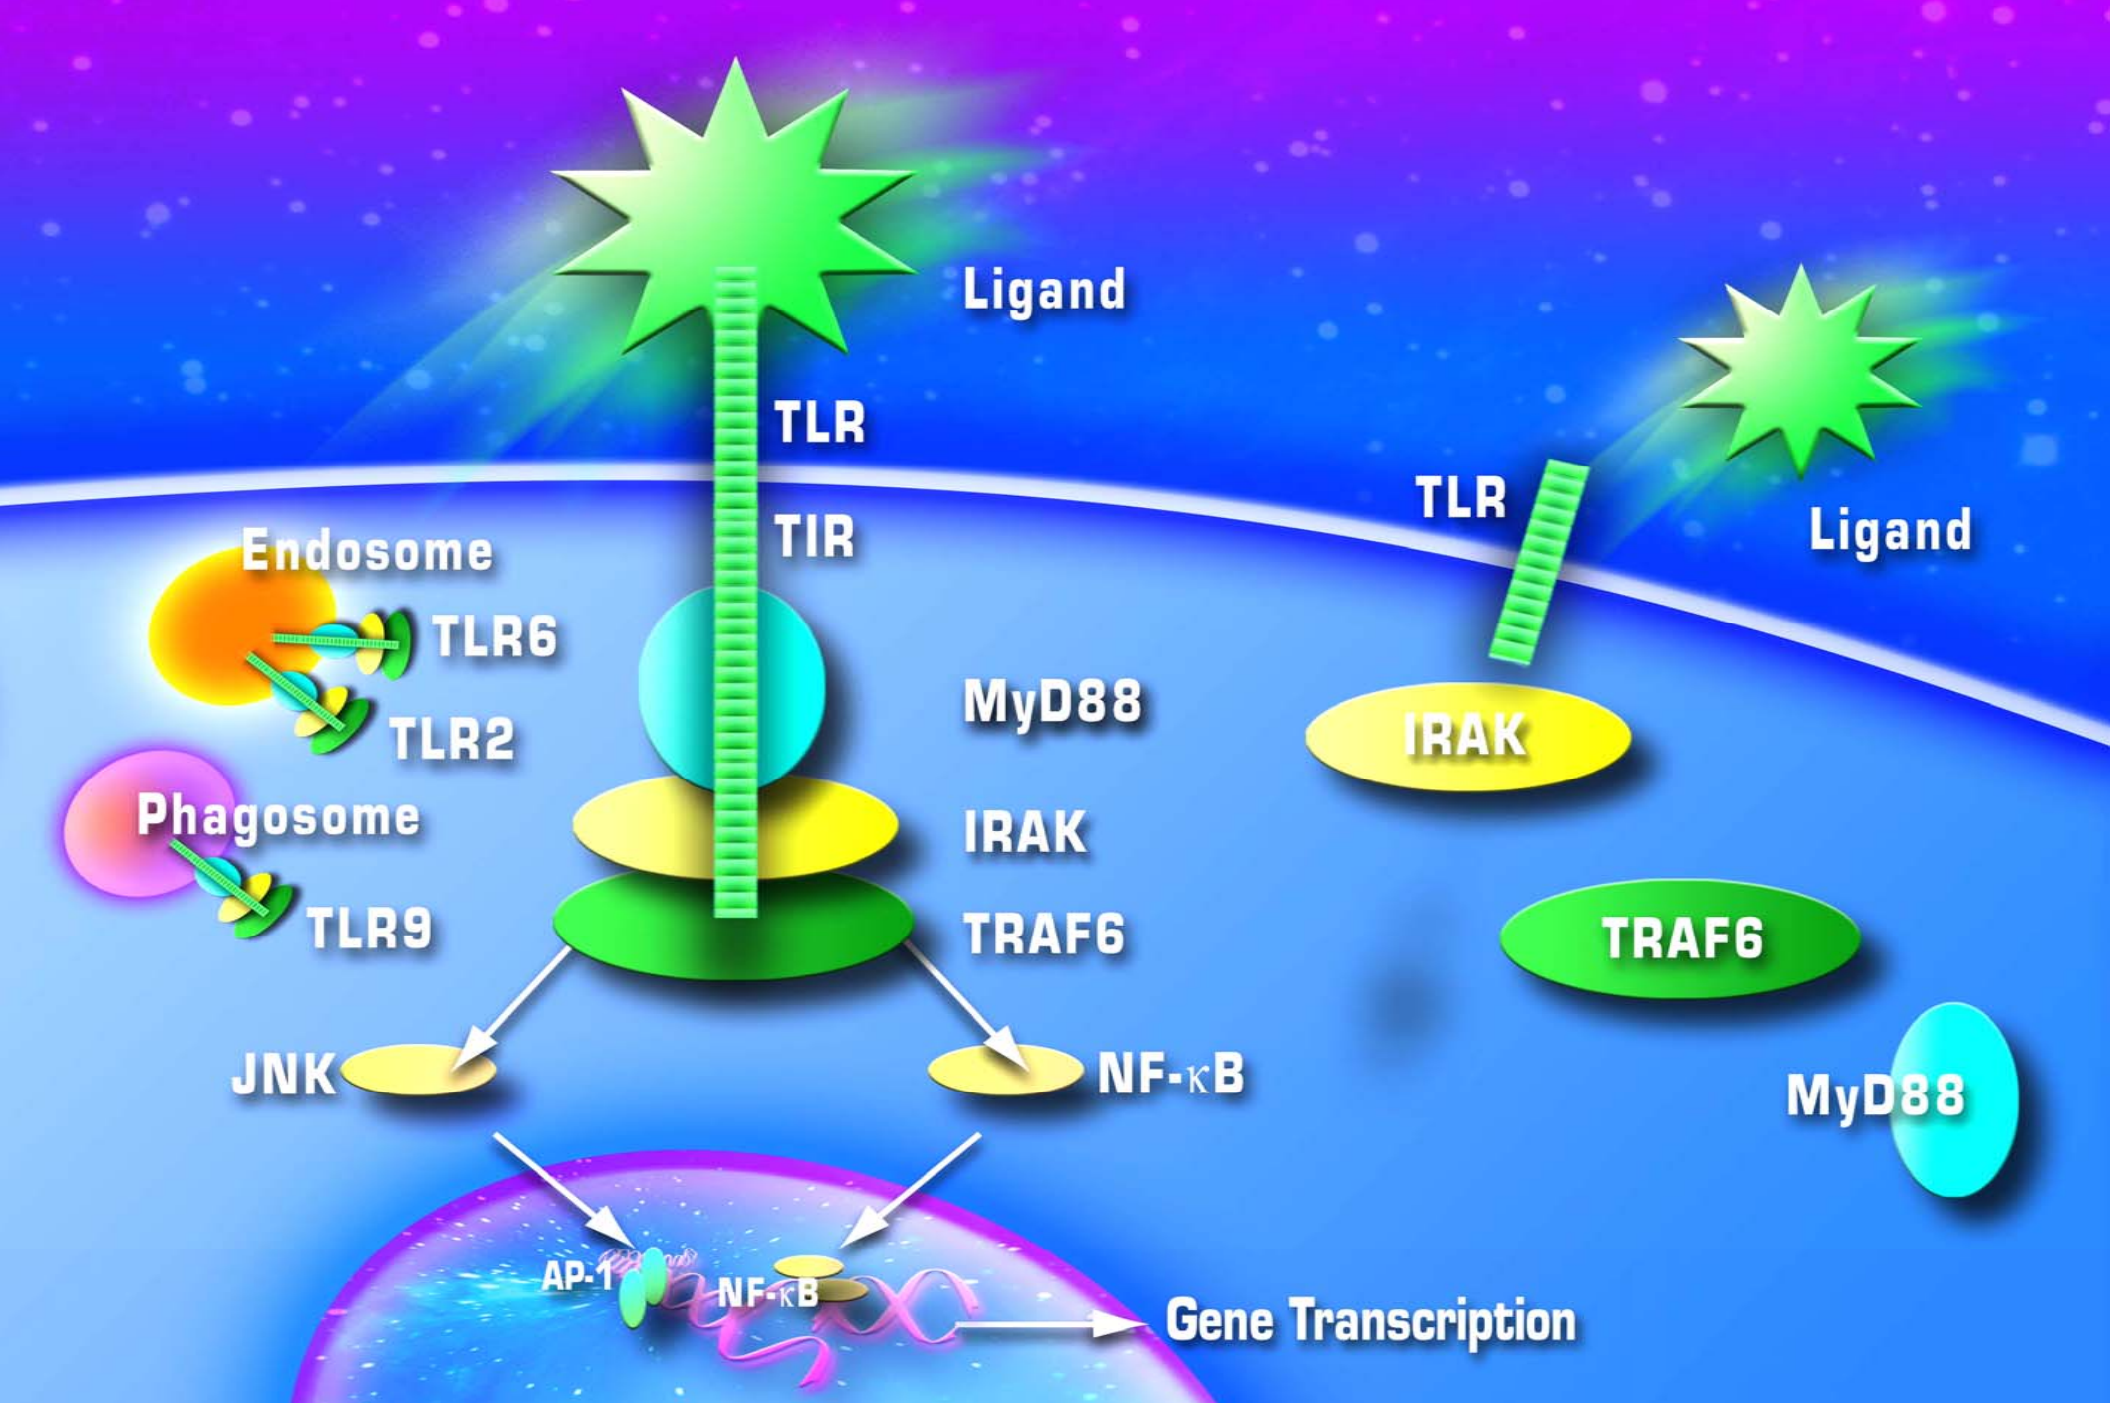 Ligand
TLR
TIR
TLR
Ligand
Endosome
TLR6
TLR2
MyD88
IRAK
Phagosome
IRAK
TLR9
TRAF6
TRAF6
JNK
NF-κB
MyD88
AP-1
NF-κB
Gene Transcription